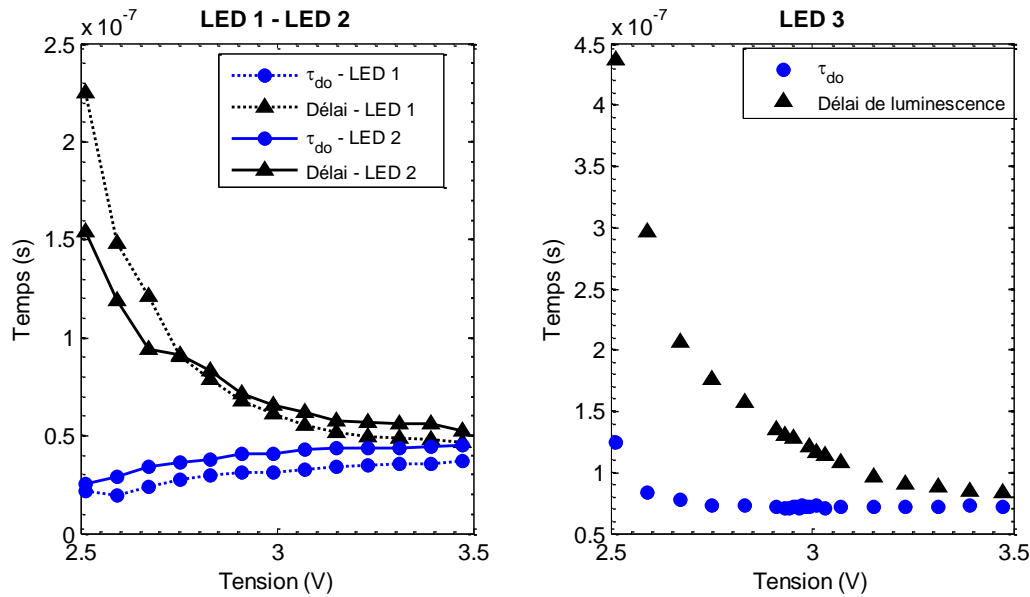 LED 1 - LED 2
x 10^-7
2.5
2
1.5
1
0.5
0
2.5
3
3.5
Temps (s)
Tension (V)
τ_do - LED 1
Délai - LED 1
τ_do - LED 2
Délai - LED 2
LED 3
x 10^-7
4.5
4
3.5
3
2.5
2
1.5
1
0.5
2.5
3
3.5
Temps (s)
Tension (V)
τ_do
Délai de luminescence